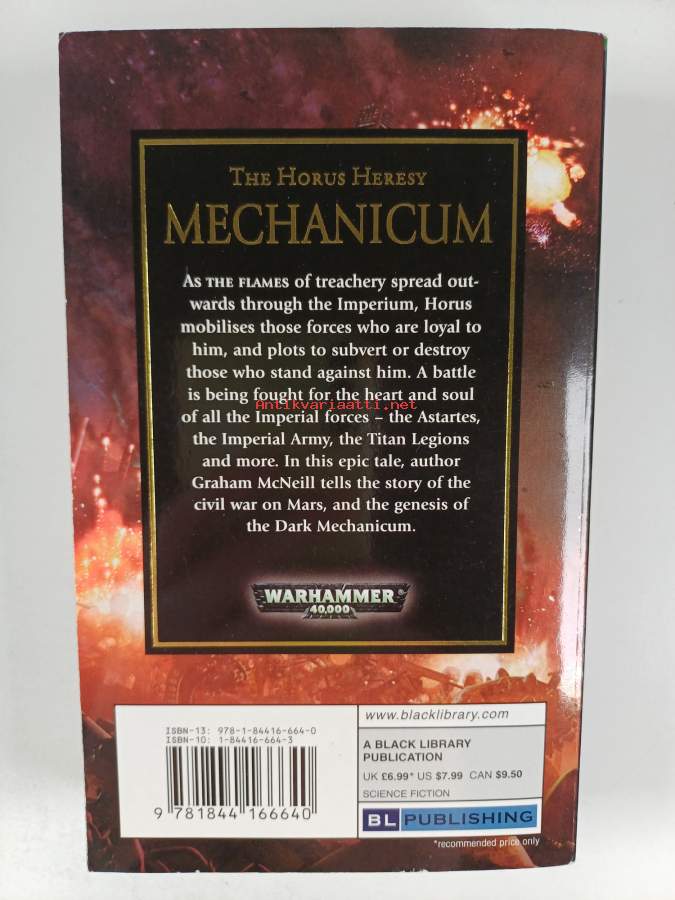 THE HORUS HERESY
MECHANICUM
AS THE FLAMES of treachery spread out-
wards through the Imperium, Horus
mobilises those forces who are loyal to
him, and plots to subvert or destroy
those who stand against him. A battle
is being fought for the heart and soul
Antikvariaatti.net
of all the Imperial forces – the Astartes,
the Imperial Army, the Titan Legions
and more. In this epic tale, author
Graham McNeill tells the story of the
civil war on Mars, and the genesis of
the Dark Mechanicum.
WARHAMMER
40,000
ISBN-13: 978-1-84416-664-0
ISBN-10: 1-84416-664-3
9 781844 166640
www.blacklibrary.com
A BLACK LIBRARY
PUBLICATION
UK £6.99* US $7.99 CAN $9.50
SCIENCE FICTION
BL PUBLISHING
*recommended price only